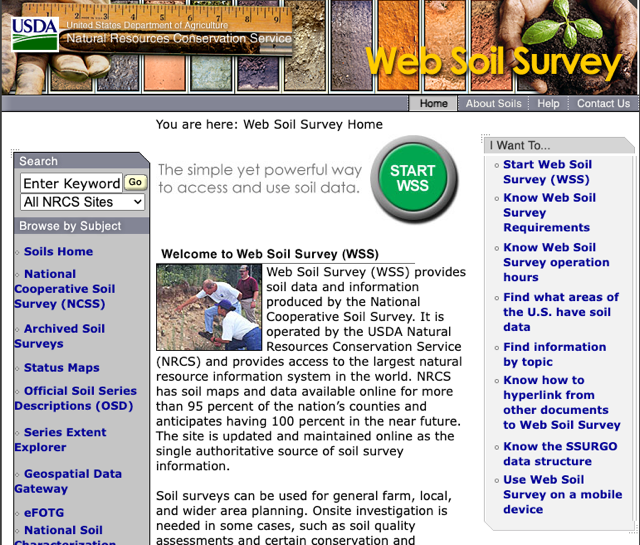 USDA
United States Department of Agriculture
Natural Resources Conservation Service
Web Soil Survey
Home
About Soils
Help
Contact Us
You are here: Web Soil Survey Home
Search
Enter Keyword
Go
All NRCS Sites
Browse by Subject
Soils Home
National
Cooperative Soil
Survey (NCSS)
Archived Soil
Surveys
Status Maps
Official Soil Series
Descriptions (OSD)
Series Extent
Explorer
Geospatial Data
Gateway
eFOTG
National Soil
Characterization
The simple yet powerful way
to access and use soil data.
START
WSS
Welcome to Web Soil Survey (WSS)
Web Soil Survey (WSS) provides
soil data and information
produced by the National
Cooperative Soil Survey. It is
operated by the USDA Natural
Resources Conservation Service
(NRCS) and provides access to the largest natural
resource information system in the world. NRCS
has soil maps and data available online for more
than 95 percent of the nation’s counties and
anticipates having 100 percent in the near future.
The site is updated and maintained online as the
single authoritative source of soil survey
information.
Soil surveys can be used for general farm, local,
and wider area planning. Onsite investigation is
needed in some cases, such as soil quality
assessments and certain conservation and
I Want To...
Start Web Soil
Survey (WSS)
Know Web Soil
Survey
Requirements
Know Web Soil
Survey operation
hours
Find what areas of
the U.S. have soil
data
Find information
by topic
Know how to
hyperlink from
other documents
to Web Soil Survey
Know the SSURGO
data structure
Use Web Soil
Survey on a mobile
device